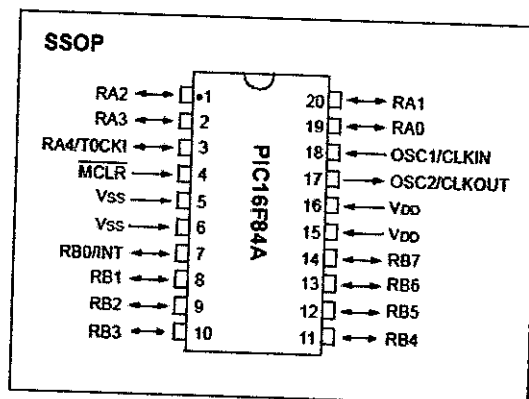 SSOP
RA2 1 20 RA1
RA3 2 19 RA0
RA4/T0CKI 3 18 OSC1/CLKIN
MCLR 4 17 OSC2/CLKOUT
Vss 5 16 VDD
Vss 6 15 VDD
RB0/INT 7 14 RB7
RB1 8 13 RB6
RB2 9 12 RB5
RB3 10 11 RB4
PIC16F84A